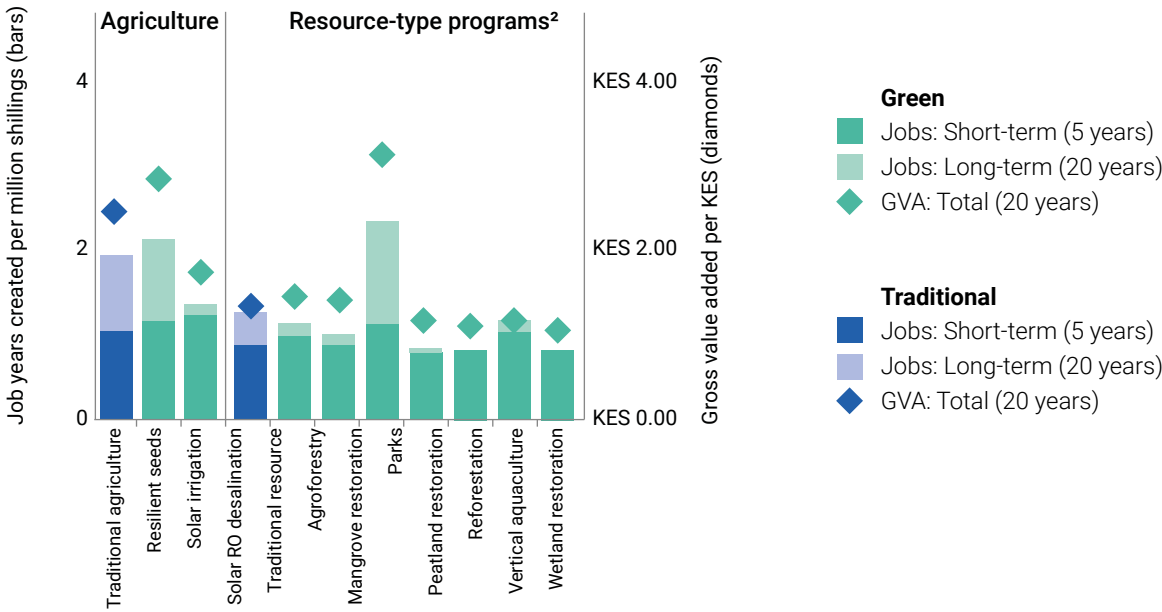 Agriculture
Resource-type programs²
Job years created per million shillings (bars)
4
2
0
KES 4.00
KES 2.00
KES 0.00
Gross value added per KES (diamonds)
Traditional agriculture
Resilient seeds
Solar irrigation
Solar RO desalination
Traditional resource
Agroforestry
Mangrove restoration
Parks
Peatland restoration
Reforestation
Vertical aquaculture
Wetland restoration
Green
Jobs: Short-term (5 years)
Jobs: Long-term (20 years)
GVA: Total (20 years)
Traditional
Jobs: Short-term (5 years)
Jobs: Long-term (20 years)
GVA: Total (20 years)